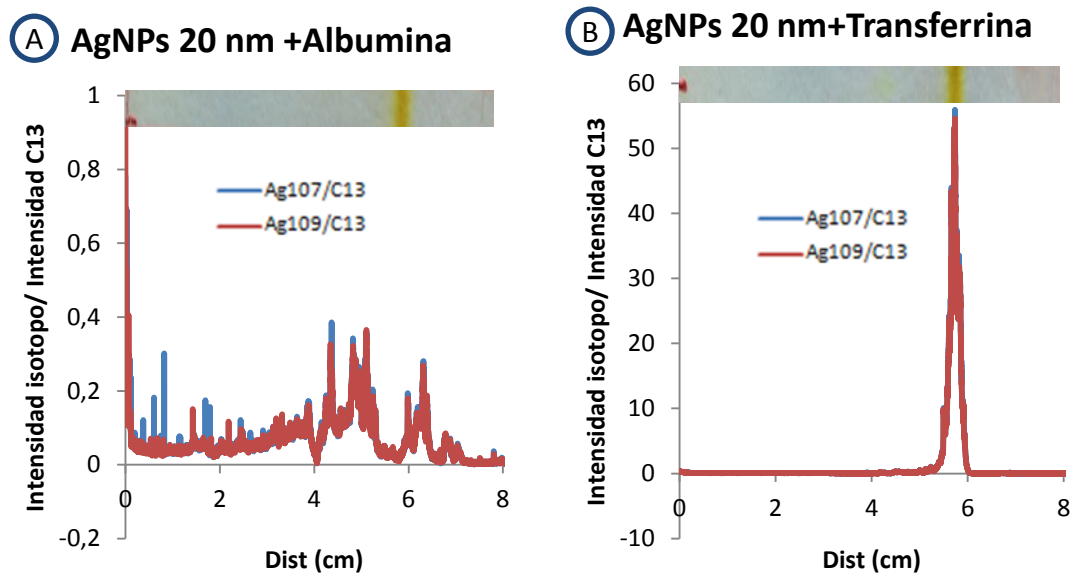 A AgNPs 20 nm +Albumina
Intensidad isotopo/ Intensidad C13
1
0,8
0,6
0,4
0,2
0
-0,2
Ag107/C13
Ag109/C13
0 2 4 6 8
Dist (cm)
B AgNPs 20 nm+Transferrina
Intensidad isotopo/ Intensidad C13
60
50
40
30
20
10
0
-10
Ag107/C13
Ag109/C13
0 2 4 6 8
Dist (cm)